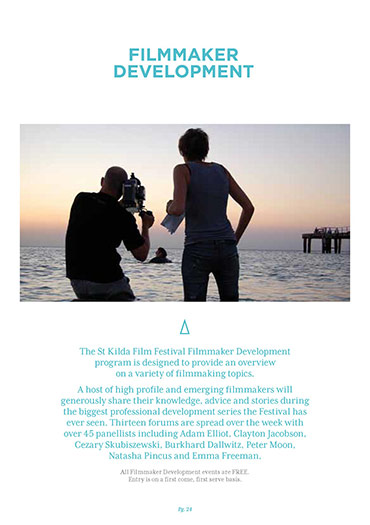 FILMMAKER
DEVELOPMENT
The St Kilda Film Festival Filmmaker Development
program is designed to provide an overview
on a variety of filmmaking topics.
A host of high profile and emerging filmmakers will
generously share their knowledge, advice and stories during
the biggest professional development series the Festival has
ever seen. Thirteen forums are spread over the week with
over 45 panellists including Adam Elliot, Clayton Jacobson,
Cezary Skubiszewski, Burkhard Dallwitz, Peter Moon,
Natasha Pincus and Emma Freeman.
All Filmmaker Development events are FREE.
Entry is on a first come, first serve basis.
Pg. 24